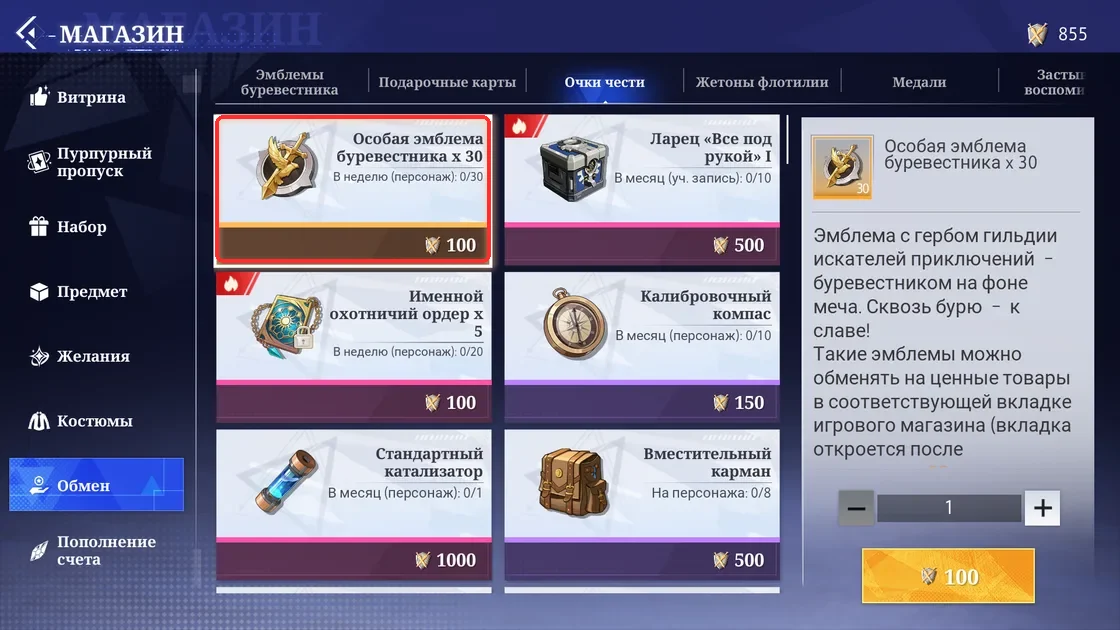 МАГАЗИН
855
Витрина
Пурпурный
пропуск
Набор
Предмет
Желания
Костюмы
Обмен
Пополнение
счета
Эмблемы
буревестника
Подарочные карты
Очки чести
Жетоны флотилии
Медали
Особая эмблема
буревестника x 30
В неделю (персонаж): 0/30
100
Ларец «Все под
рукой» I
В месяц (уч. запись): 0/10
500
Именной
охотничий ордер x
5
В неделю (персонаж): 0/20
100
Калибровочный
компас
В месяц (персонаж): 0/10
150
Стандартный
катализатор
В месяц (персонаж): 0/1
1000
Вместительный
карман
На персонажа: 0/8
500
30
Особая эмблема
буревестника x 30
Эмблема с гербом гильдии
искателей приключений –
буревестником на фоне
меча. Сквозь бурю – к
славе!
Такие эмблемы можно
обменять на ценные товары
в соответствующей вкладке
игрового магазина (вкладка
откроется после
1
100